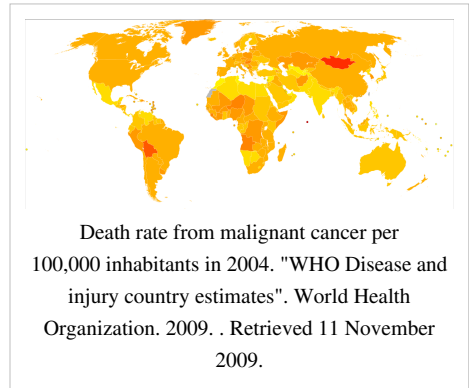 Death rate from malignant cancer per
100,000 inhabitants in 2004. "WHO Disease and
injury country estimates". World Health
Organization. 2009. . Retrieved 11 November
2009.